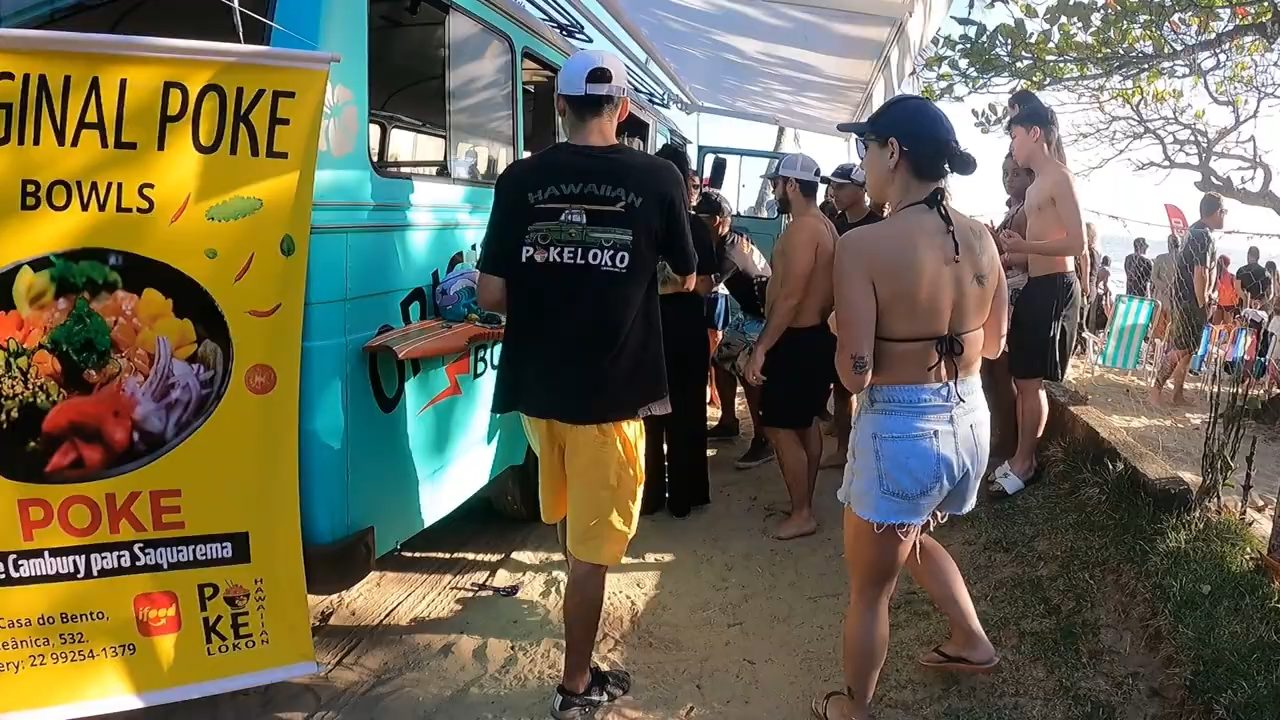 GINAL POKE
BOWLS
POKE
e Cambury para Saquarema
Casa do Bento,
eânica, 532.
ery: 22 99254-1379
ifood
POKE
LOKO
HAWAIIAN
HAWAIIAN
POKELOKO